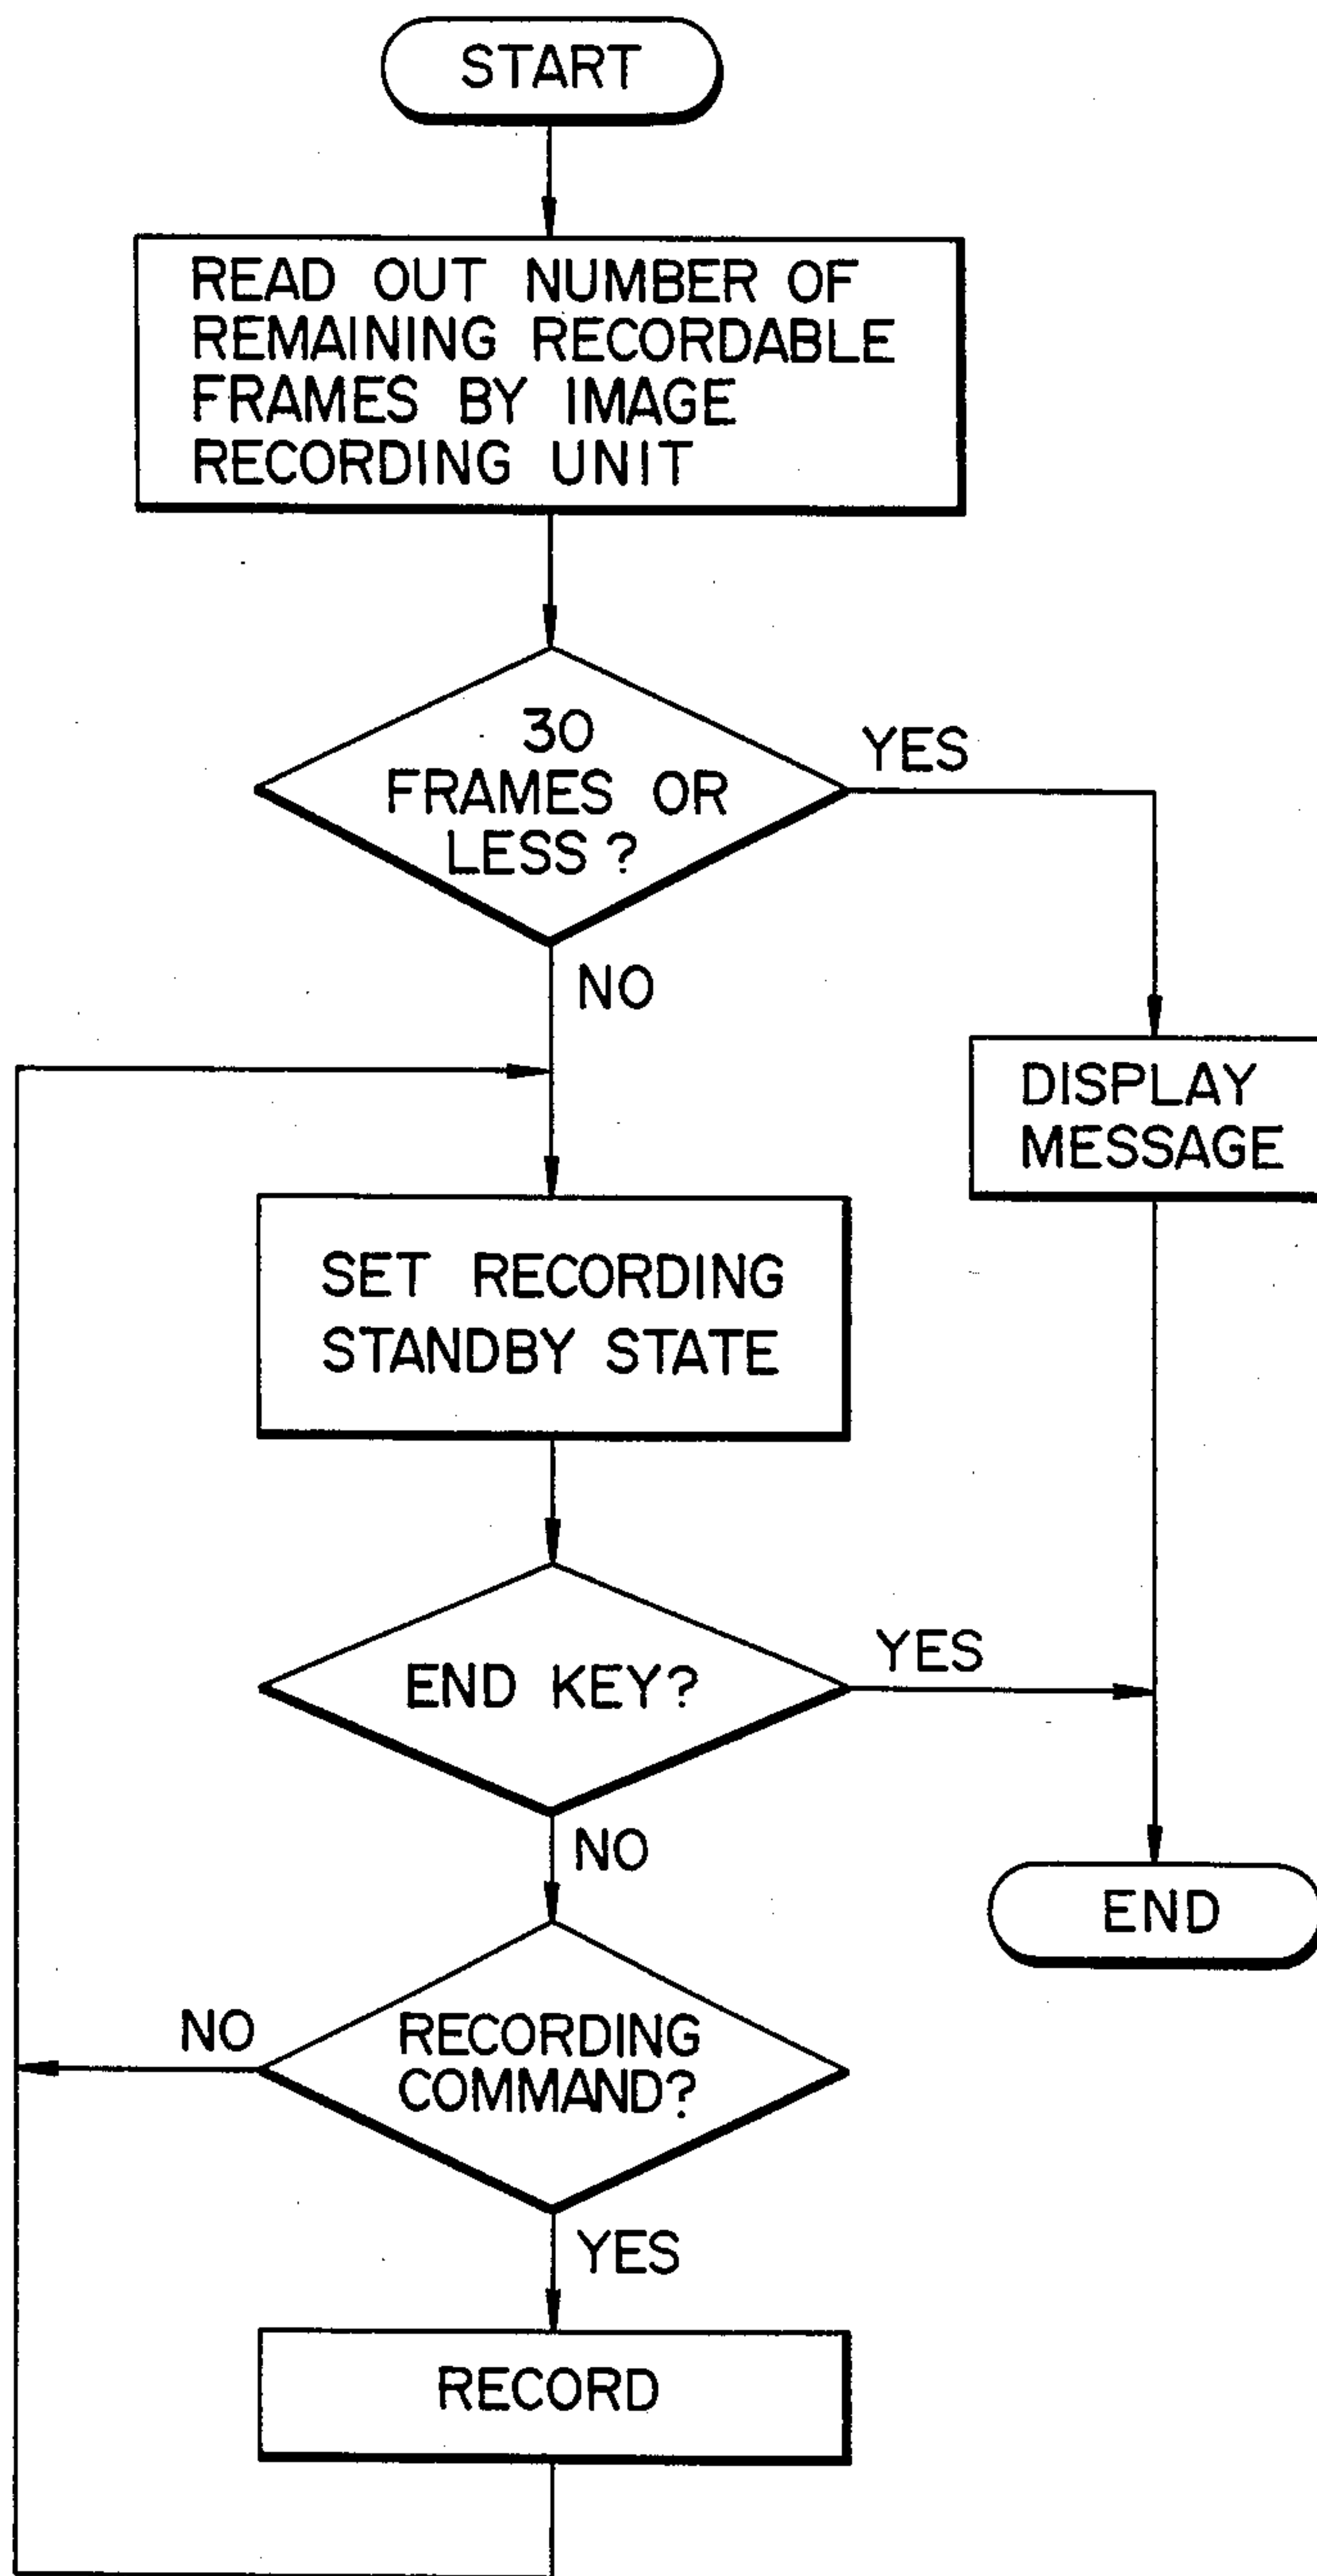 START
READ OUT NUMBER OF
REMAINING RECORDABLE
FRAMES BY IMAGE
RECORDING UNIT
30
FRAMES OR
LESS?
YES
NO
DISPLAY
MESSAGE
SET RECORDING
STANDBY STATE
END KEY?
YES
NO
END
RECORDING
COMMAND?
NO
YES
RECORD